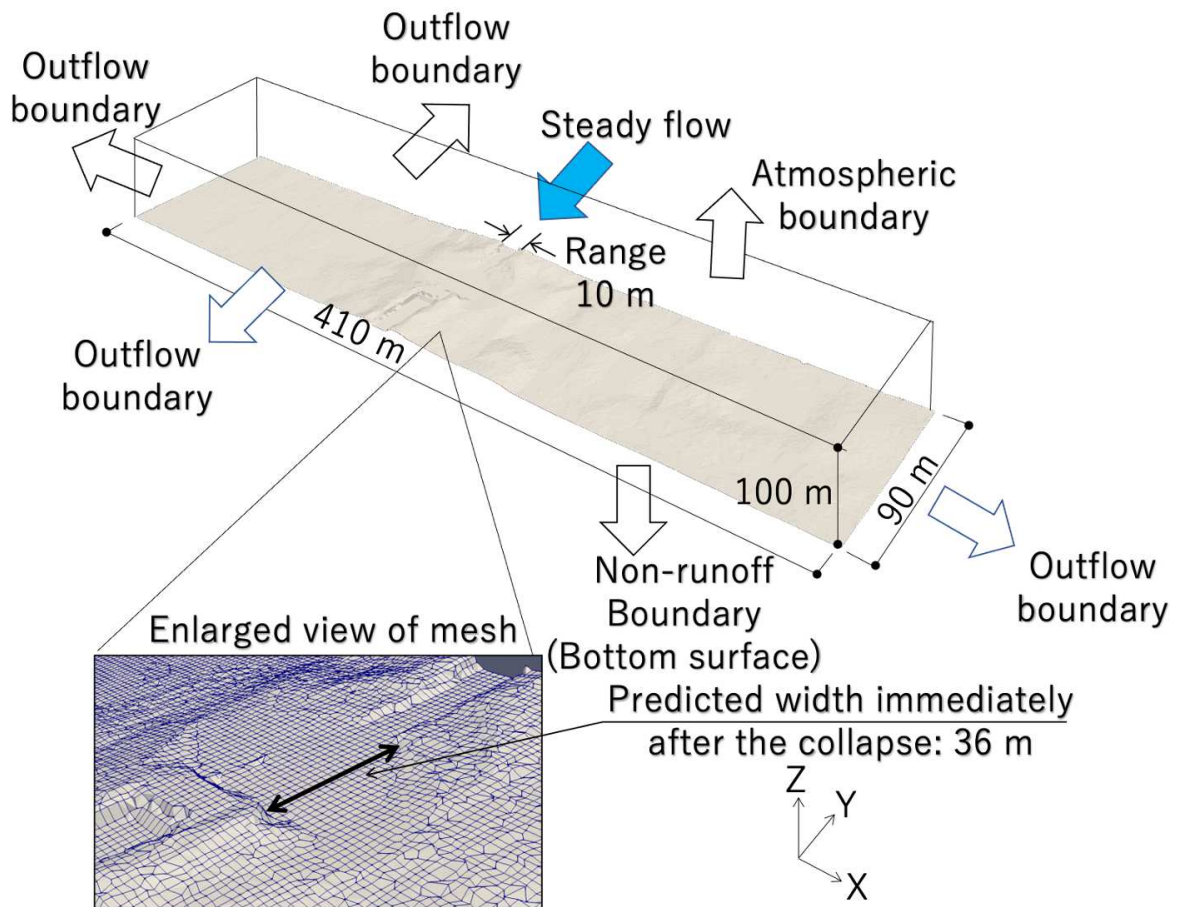 Outflow
boundary
Outflow
boundary
Steady flow
Atmospheric
boundary
Range
10 m
410 m
Outflow
boundary
100 m
90 m
Non-runoff
Boundary
(Bottom surface)
Outflow
boundary
Enlarged view of mesh
Predicted width immediately
after the collapse: 36 m
Z
Y
X